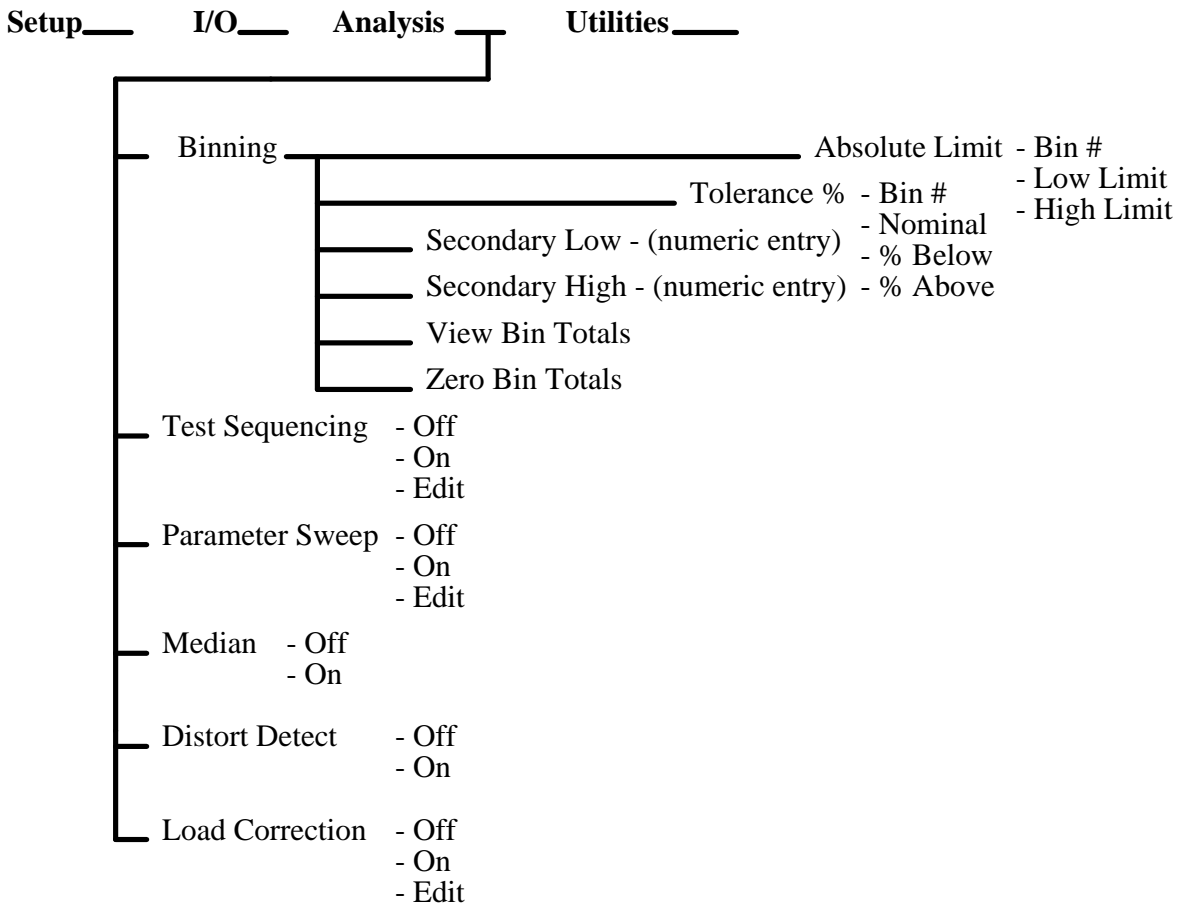 Setup I/O Analysis Utilities
Binning Absolute Limit - Bin #
- Low Limit
- High Limit
Tolerance % - Bin #
- Nominal
- % Below
- % Above
Secondary Low - (numeric entry)
Secondary High - (numeric entry)
View Bin Totals
Zero Bin Totals
Test Sequencing - Off
- On
- Edit
Parameter Sweep - Off
- On
- Edit
Median - Off
- On
Distort Detect - Off
- On
Load Correction - Off
- On
- Edit